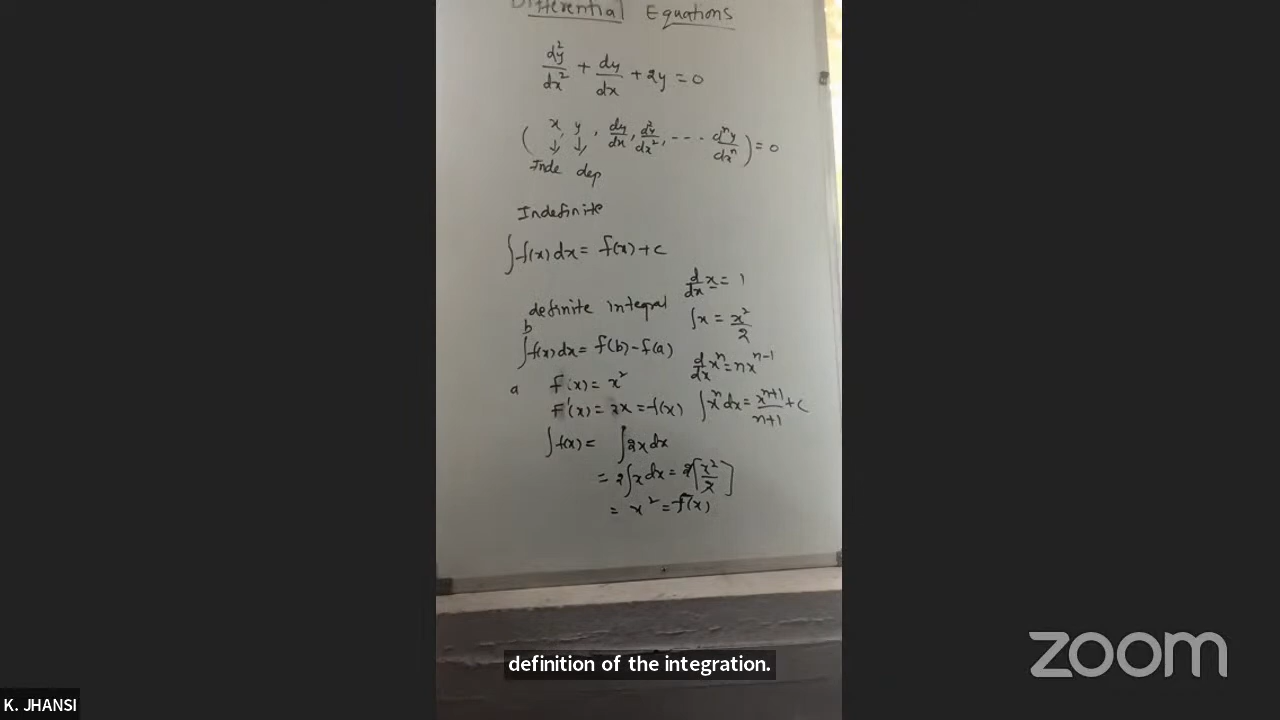 Differential Equations
d²y/dx² + dy/dx + 2y = 0
( x, y, dy/dx, d²y/dx², ---- dⁿy/dxⁿ ) = 0
↓ ↓
Inde dep
Indefinite
∫f(x) dx = f(x) + c
d/dx x = 1
definite integral
∫x = x²/2
b
∫f(x) dx = f(b) - f(a)
a
d/dx xⁿ = nxⁿ⁻¹
F(x) = x²
F'(x) = 2x = f(x)
∫xⁿ dx = xⁿ⁺¹/n+1 + c
∫f(x) = ∫2x dx
= 2∫x dx = 2[x²/2]
= x² = F(x)
definition of the integration.
zoom
K. JHANSI